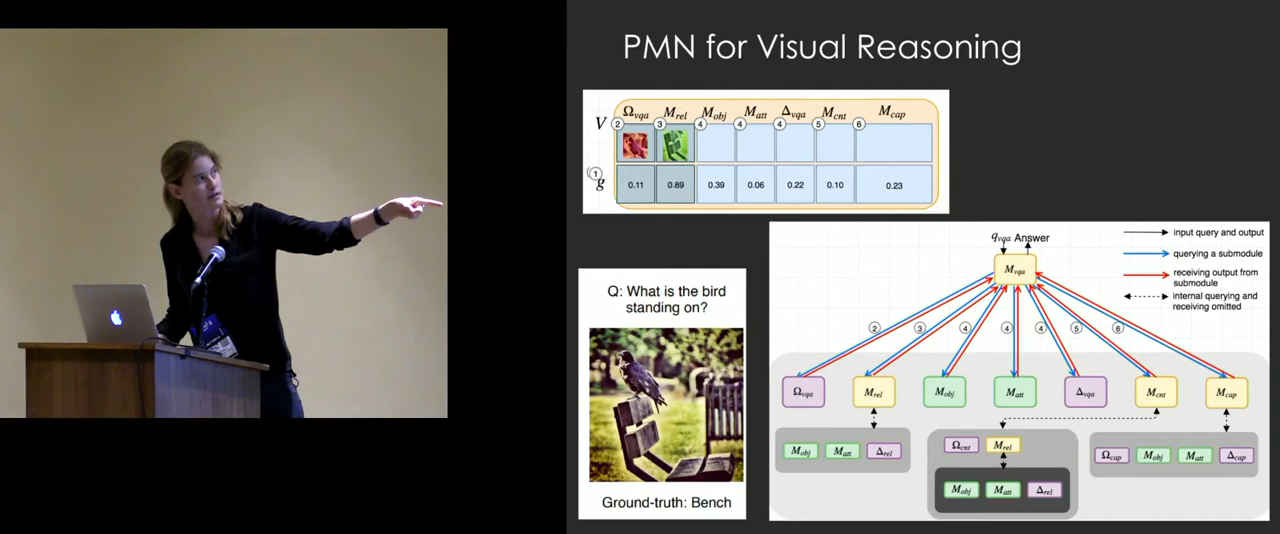 PMN for Visual Reasoning
Ω_vqa M_rel M_obj M_att Δ_vqa M_cnt M_cap
V 2 3 4 4 4 5 6
1
g 0.11 0.89 0.39 0.06 0.22 0.10 0.23
Q: What is the bird
standing on?
Ground-truth: Bench
q_vqa Answer
M_vqa
input query and output
querying a submodule
receiving output from
submodule
internal querying and
receiving omitted
2 3 4 4 4 5 6
Ω_vqa M_rel M_obj M_att Δ_vqa M_cnt M_cap
M_obj M_att Δ_rel
Ω_cnt M_rel
M_obj M_att Δ_rel
Ω_cap M_obj M_att Δ_cap